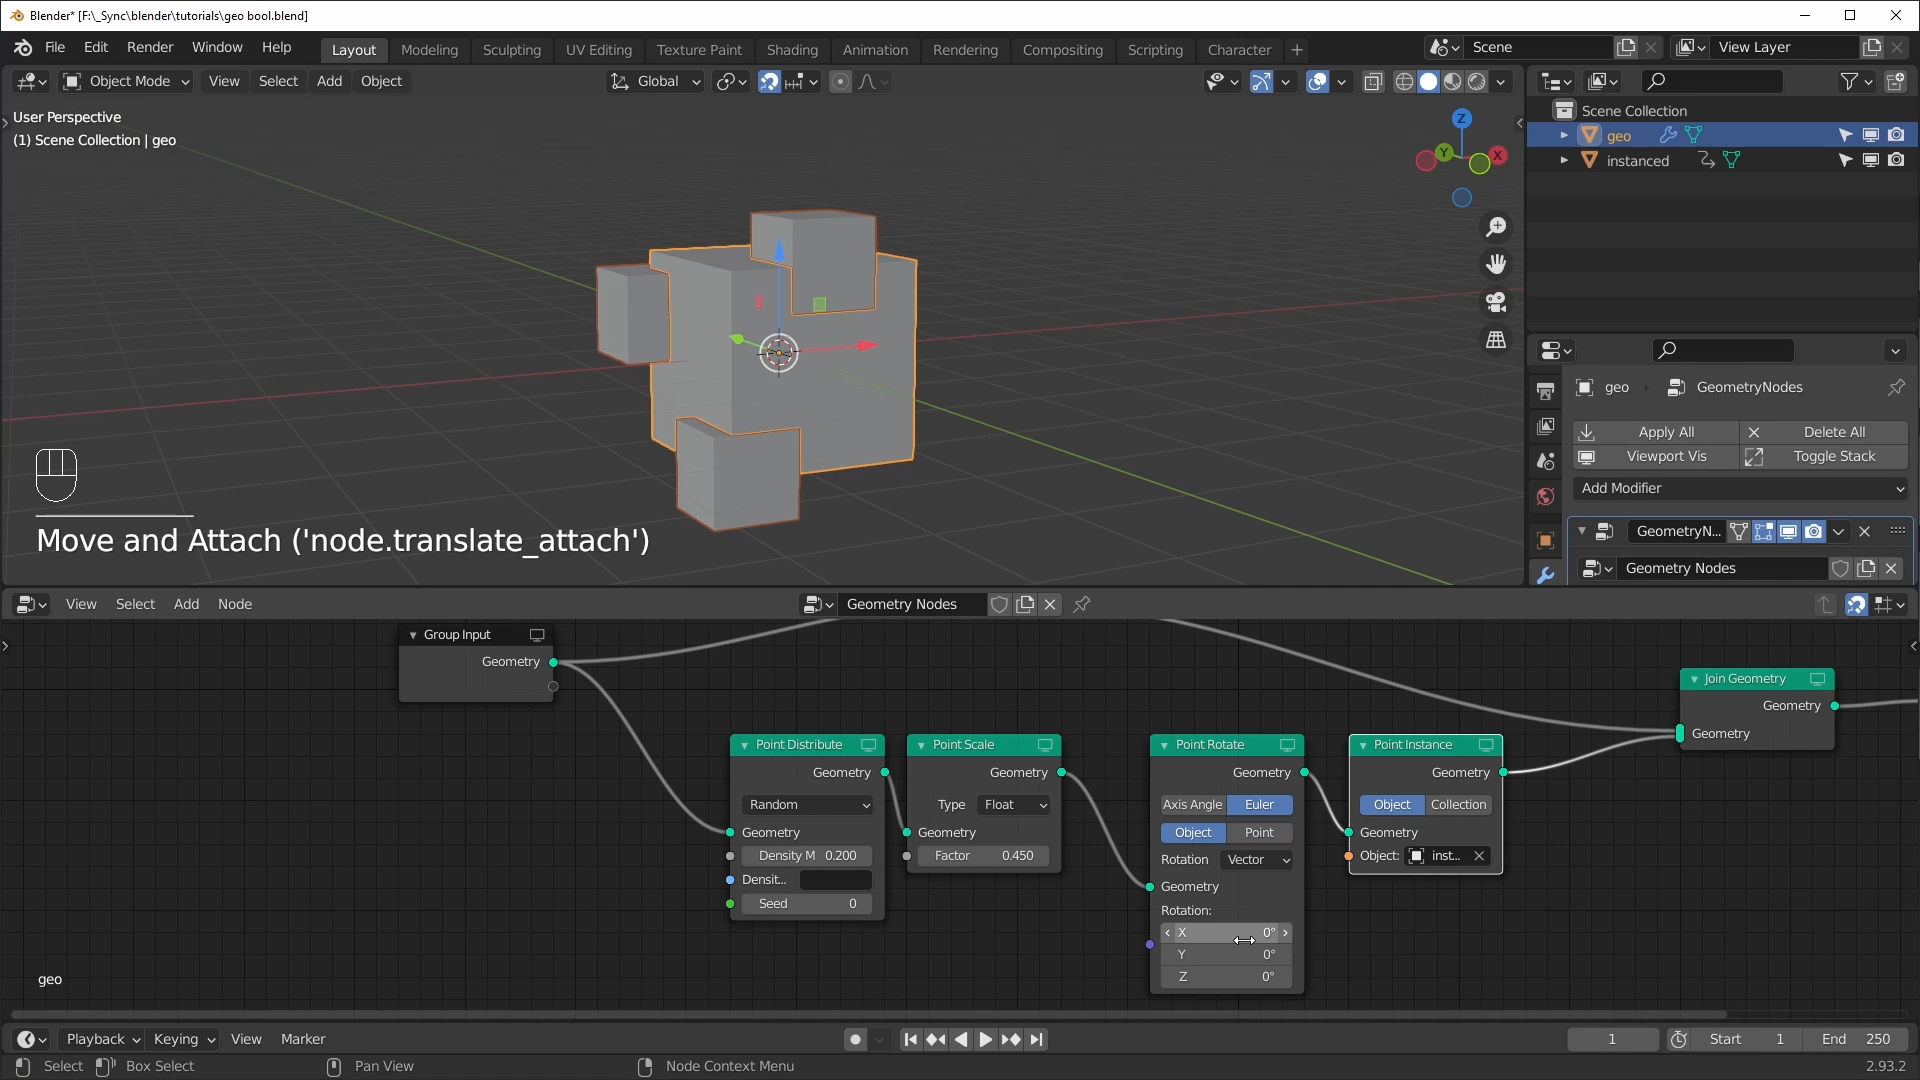 Blender* [F:\_Sync\blender\tutorials\geo bool.blend]
File Edit Render Window Help
Layout Modeling Sculpting UV Editing Texture Paint Shading Animation Rendering Compositing Scripting Character
Scene View Layer
Object Mode View Select Add Object
Global
User Perspective
(1) Scene Collection | geo
Z
Y
X
Scene Collection
geo
instanced
geo GeometryNodes
Apply All Delete All
Viewport Vis Toggle Stack
Add Modifier
GeometryN...
Geometry Nodes
Move and Attach ('node.translate_attach')
View Select Add Node
Geometry Nodes
Group Input
Geometry
Join Geometry
Geometry
Geometry
Point Distribute
Geometry
Random
Geometry
Density M 0.200
Densit...
Seed 0
Point Scale
Geometry
Type Float
Geometry
Factor 0.450
Point Rotate
Geometry
Axis Angle Euler
Object Point
Rotation Vector
Geometry
Rotation:
X 0°
Y 0°
Z 0°
Point Instance
Geometry
Object Collection
Geometry
Object: inst...
geo
Playback Keying View Marker
1 Start 1 End 250
Select Box Select Pan View Node Context Menu 2.93.2